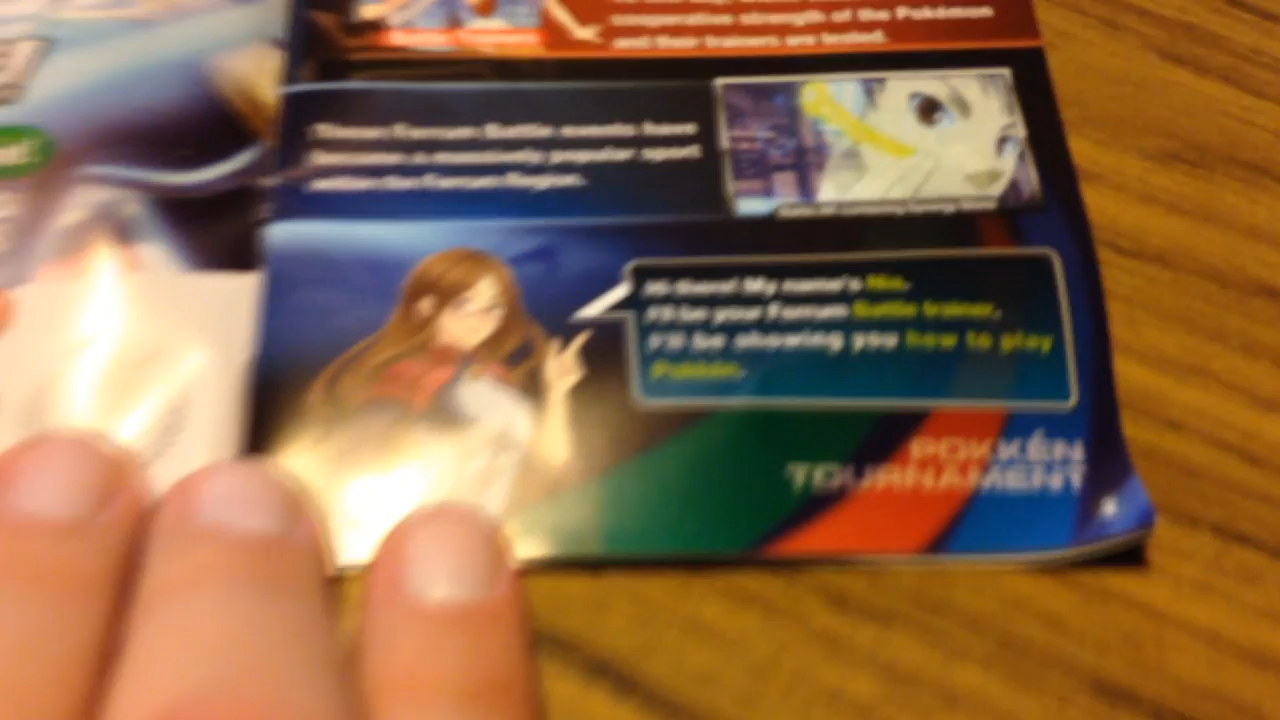 cooperative strength of the Pokémon
and their trainers are tested.
These Ferrum Battle events have
become a massively popular sport
within the Ferrum Region.
Hi there! My name's Nia.
I'll be your Ferrum Battle trainer.
I'll be showing you how to play
Pokkén.
POKKÉN
TOURNAMENT